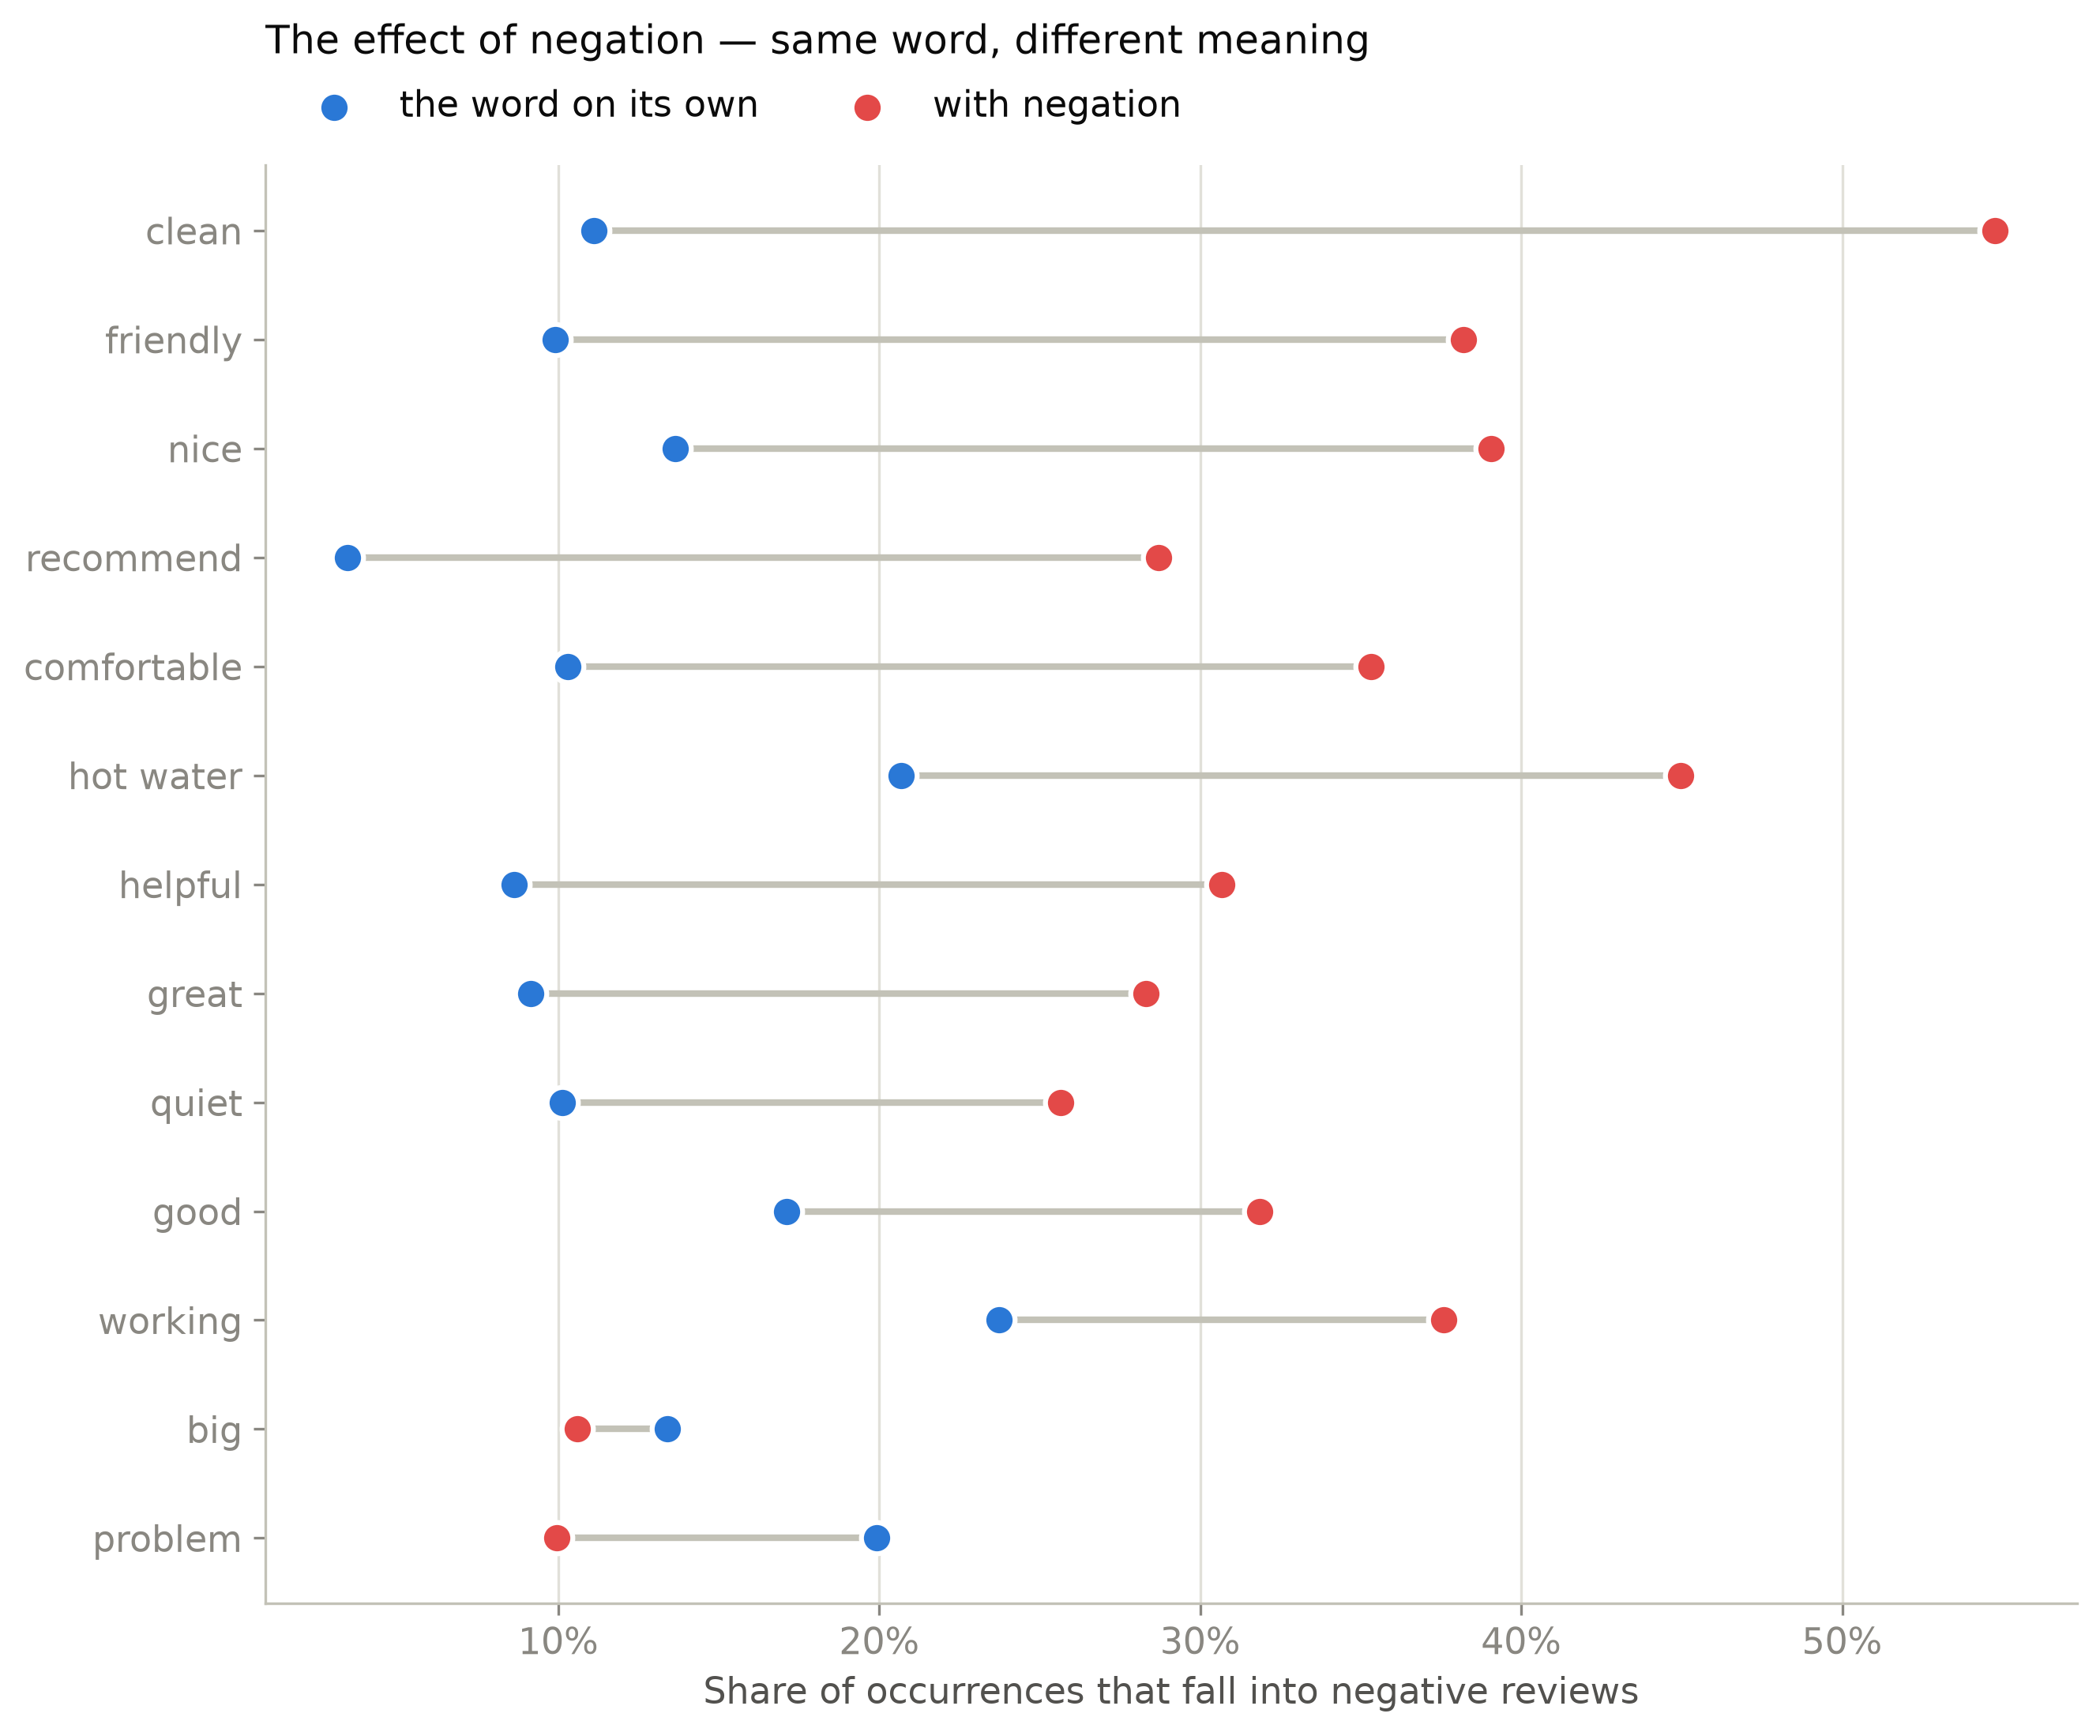 The effect of negation — same word, different meaning
the word on its own
with negation
clean
friendly
nice
recommend
comfortable
hot water
helpful
great
quiet
good
working
big
problem
10%
20%
30%
40%
50%
Share of occurrences that fall into negative reviews